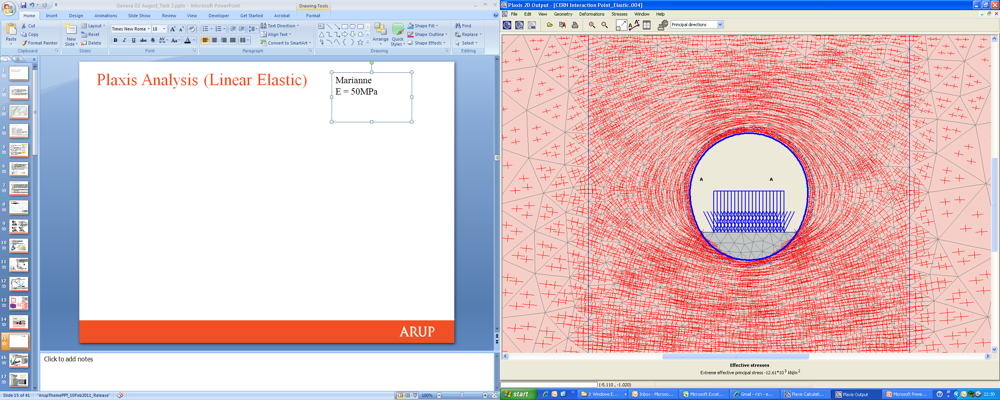 Geneva 02 August_Task 2.pptx - Microsoft PowerPoint
Drawing Tools
Home
Insert
Design
Animations
Slide Show
Review
View
Developer
Get Started
Acrobat
Format
Paste
Cut
Copy
Format Painter
Clipboard
New Slide
Layout
Reset
Delete
Slides
Times New Roma
18
Font
Text Direction
Align Text
Convert to SmartArt
Paragraph
Arrange
Quick Styles
Shape Fill
Shape Outline
Shape Effects
Drawing
Find
Replace
Select
Editing
1
2
3
4
5
6
7
8
9
10
11
12
13
14
15
16
17
Plaxis Analysis (Linear Elastic)
Marianne
E = 50MPa
ARUP
Click to add notes
Slide 15 of 41
"ArupThemePPT_10Feb2011_Release"
100%
Plaxis 2D Output - [CERN Interaction Point_Elastic.004]
File
Edit
View
Geometry
Deformations
Stresses
Window
Help
Principal directions
A
A
Effective stresses
Extreme effective principal stress -12.61*10³ kN/m²
(-5.110 , -1.020)
start
2 Windows E...
Inbox - Microso...
Microsoft Excel...
Gmail - הניו - e...
Plaxis Calculati...
Plaxis Output
Microsoft Powe...
22:30